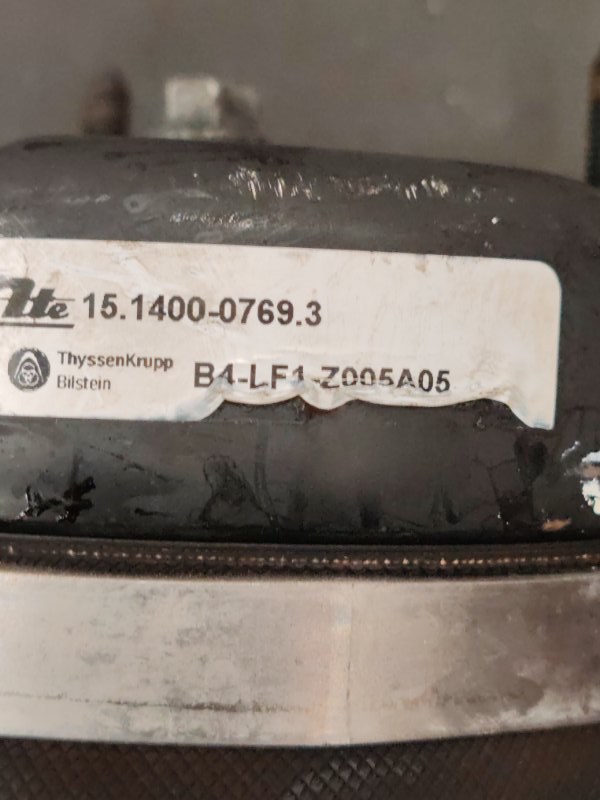 Ate 15.1400-0769.3
ThyssenKrupp
Bilstein
B4-LF1-Z005A05